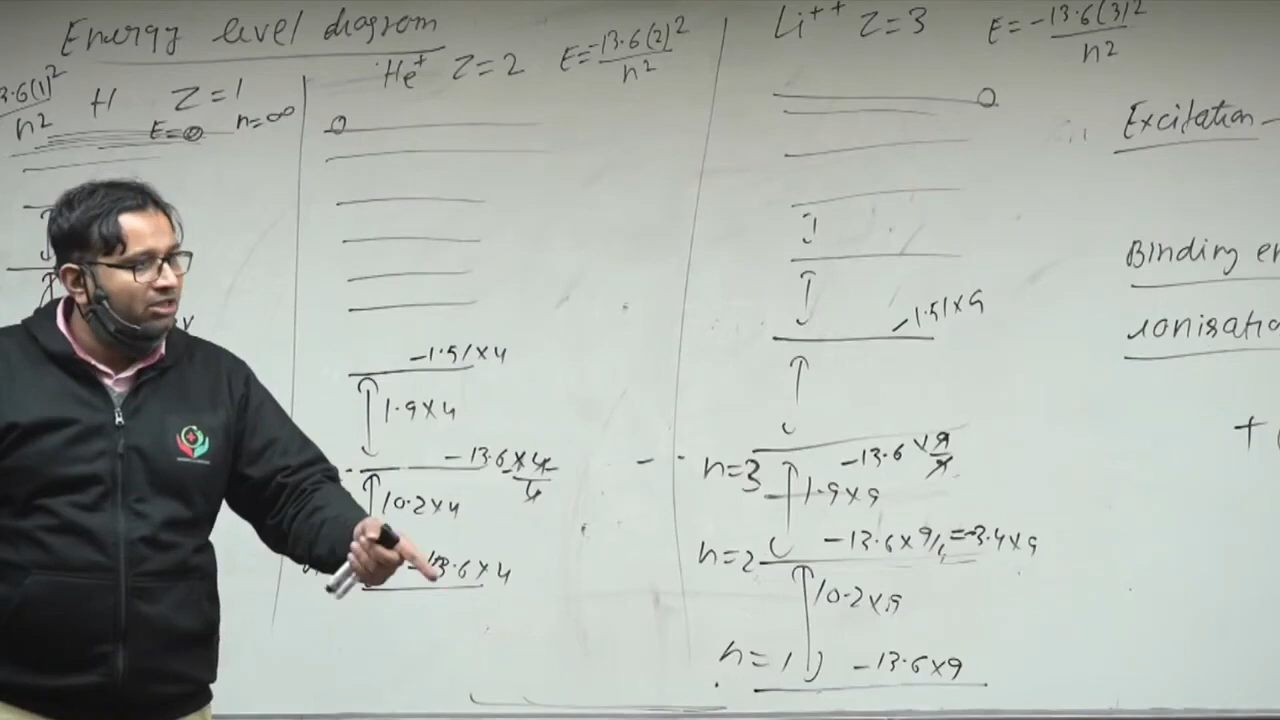 Energy level diagram
3.6(1)²/n² H Z=1
E=0 n=∞
He⁺ Z=2 E=-13.6(2)²/n²
0
-1.51×4
1.9×4
-13.6×4/4
10.2×4
-13.6×4
Li⁺⁺ Z=3 E=-13.6(3)²/n²
0
-1.51×9
n=3 -13.6×9/9
1.9×9
n=2 -13.6×9/4=-3.4×9
10.2×9
n=1 -13.6×9
Excitation-
Binding en
ionisatio
+